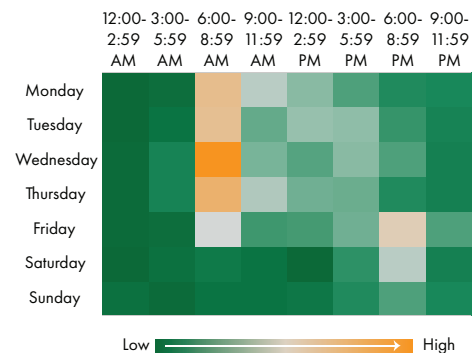 12:00- 3:00- 6:00- 9:00- 12:00- 3:00- 6:00- 9:00-
2:59 5:59 8:59 11:59 2:59 5:59 8:59 11:59
AM AM AM AM PM PM PM PM
Monday
Tuesday
Wednesday
Thursday
Friday
Saturday
Sunday
Low High